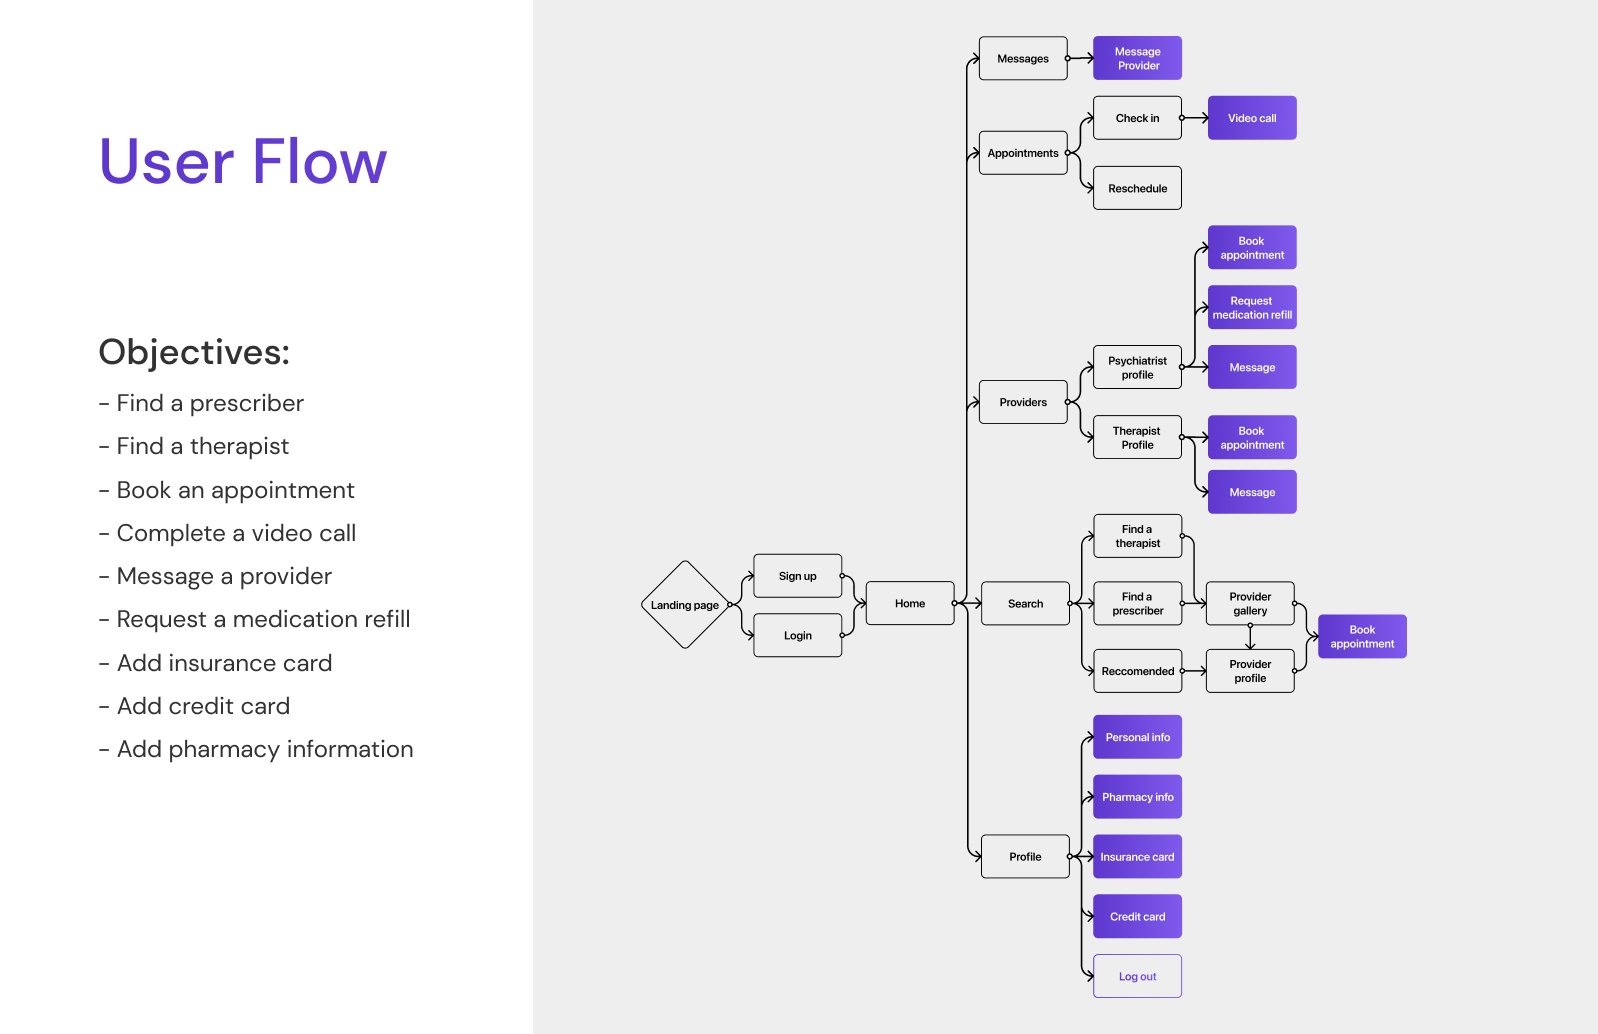 User Flow
Objectives:
- Find a prescriber
- Find a therapist
- Book an appointment
- Complete a video call
- Message a provider
- Request a medication refill
- Add insurance card
- Add credit card
- Add pharmacy information
Landing page
Sign up
Login
Home
Messages
Message
Provider
Appointments
Check in
Video call
Reschedule
Providers
Psychiatrist
profile
Book
appointment
Request
medication refill
Message
Therapist
Profile
Book
appointment
Message
Search
Find a
therapist
Find a
prescriber
Reccomended
Provider
gallery
Provider
profile
Book
appointment
Profile
Personal info
Pharmacy info
Insurance card
Credit card
Log out